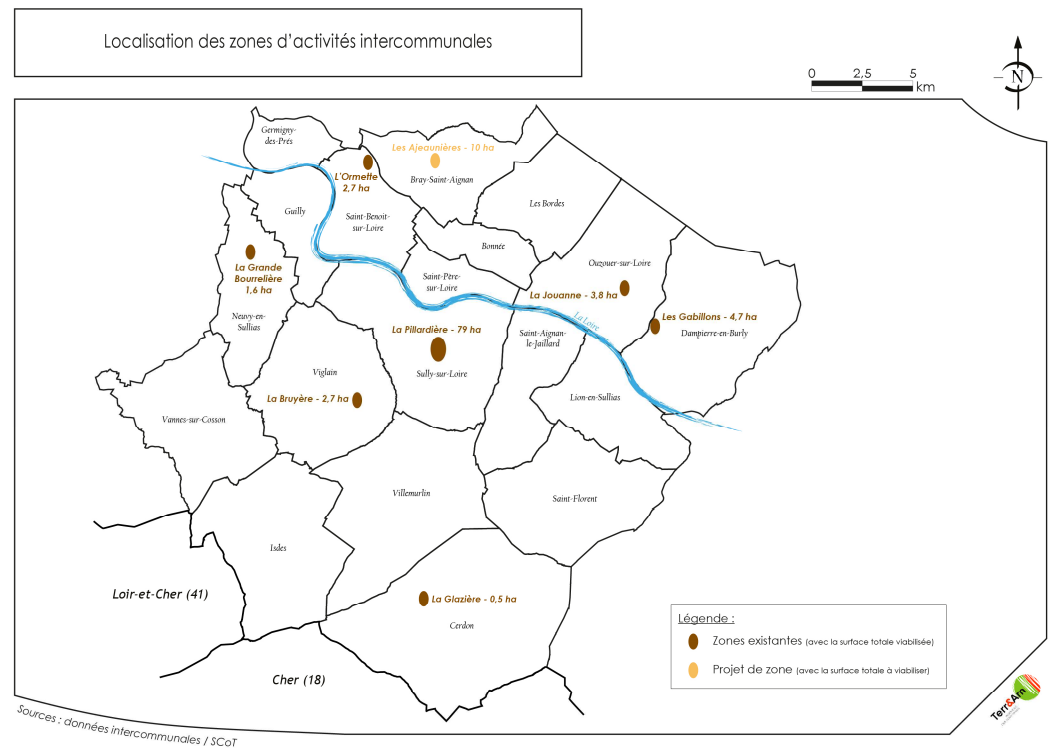 Localisation des zones d'activités intercommunales
0 2,5 5
km
N
Germigny-
des-Prés
Les Ajeaunières - 10 ha
Bray-Saint-Aignan
L'Ormette
2,7 ha
Les Bordes
Guilly
Saint-Benoit-
sur-Loire
Bonnée
La Grande
Bourrelière
1,6 ha
Saint-Père-
sur-Loire
Ouzouer-sur-Loire
La Jouanne - 3,8 ha
Neuvy-en-
Sullias
La Loire
Les Gabillons - 4,7 ha
Dampierre-en-Burly
La Pillardière - 79 ha
Saint-Aignan-
le-Jaillard
Sully-sur-Loire
Viglain
La Bruyère - 2,7 ha
Lion-en-Sullias
Vannes-sur-Cosson
Villemurlin
Saint-Florent
Isdes
Loir-et-Cher (41)
La Glazière - 0,5 ha
Cerdon
Cher (18)
Légende :
Zones existantes (avec la surface totale viabilisée)
Projet de zone (avec la surface totale à viabiliser)
Sources : données intercommunales / SCoT
Terr&Am